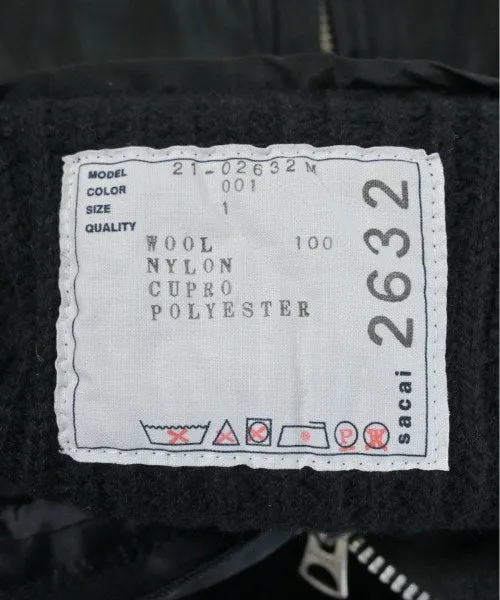 MODEL 21-02632M
COLOR 001
SIZE 1
QUALITY
WOOL 100
NYLON
CUPRO
POLYESTER
P W
sacai 2632